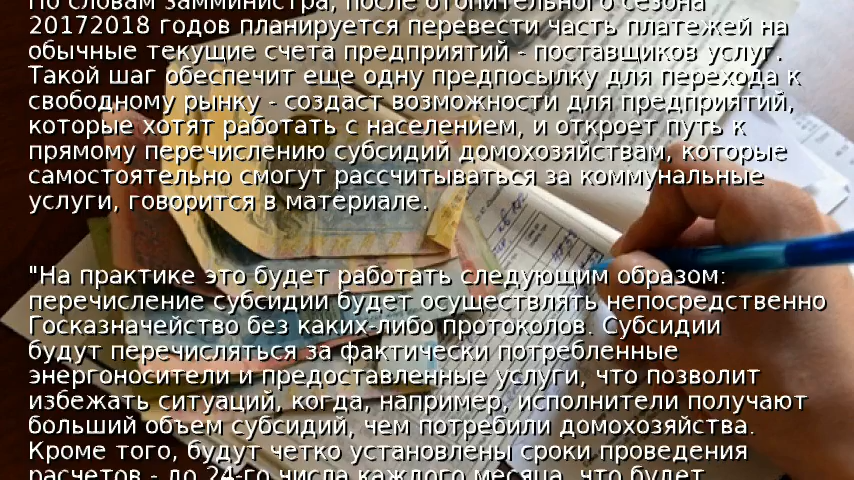 По словам замминистра, после отопительного сезона
20172018 годов планируется перевести часть платежей на
обычные текущие счета предприятий - поставщиков услуг.
Такой шаг обеспечит еще одну предпосылку для перехода к
свободному рынку - создаст возможности для предприятий,
которые хотят работать с населением, и откроет путь к
прямому перечислению субсидий домохозяйствам, которые
самостоятельно смогут рассчитываться за коммунальные
услуги, говорится в материале.
"На практике это будет работать следующим образом:
перечисление субсидии будет осуществлять непосредственно
Госказначейство без каких-либо протоколов. Субсидии
будут перечисляться за фактически потребленные
энергоносители и предоставленные услуги, что позволит
избежать ситуаций, когда, например, исполнители получают
больший объем субсидий, чем потребили домохозяйства.
Кроме того, будут четко установлены сроки проведения
расчетов - до 24-го числа каждого месяца, что будет